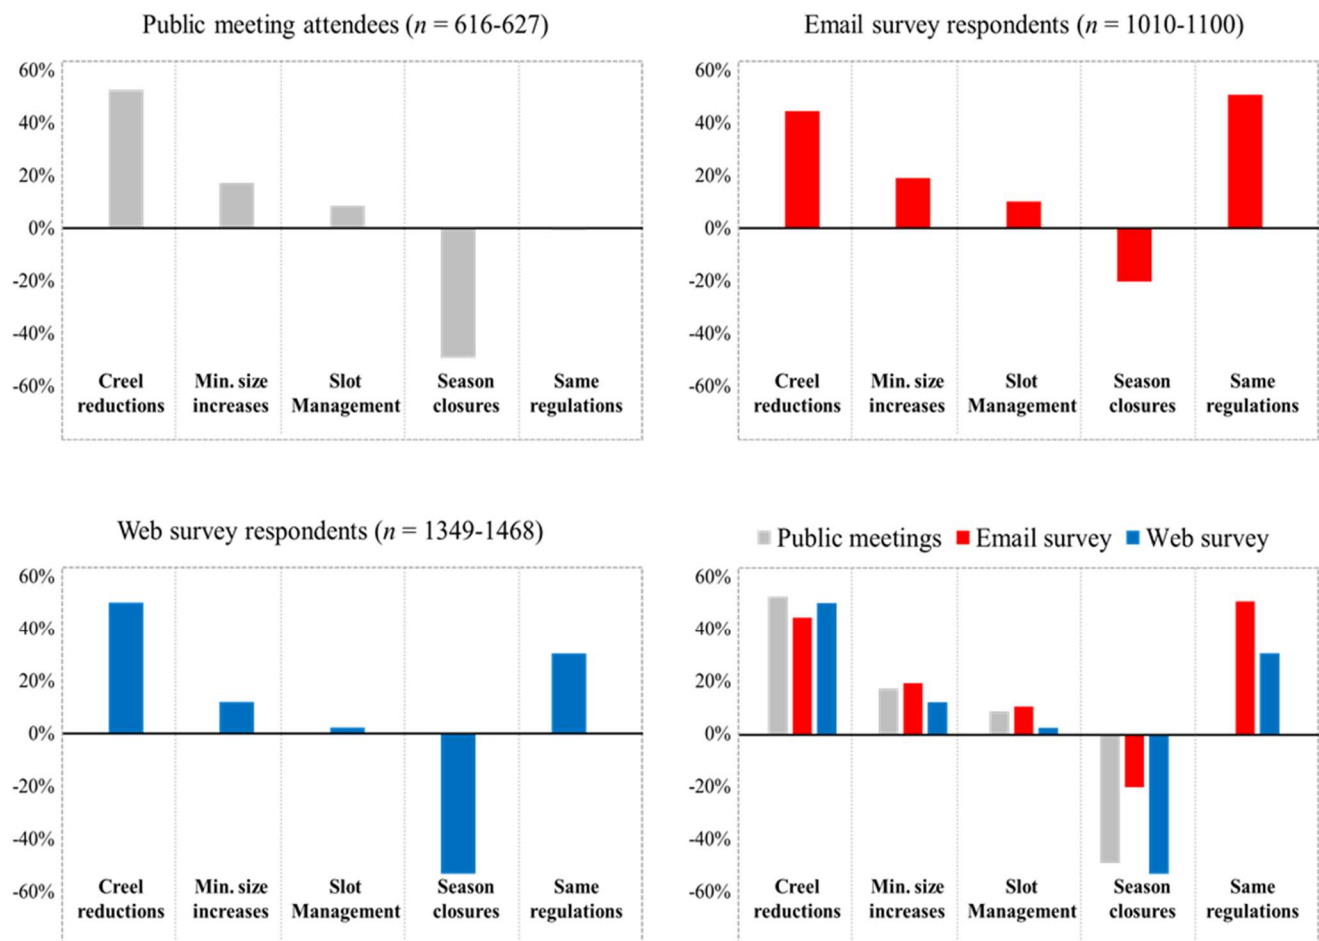 Public meeting attendees (n = 616-627)
60%
40%
20%
0%
-20%
-40%
-60%
Creel Min. size Slot Season Same
reductions increases Management closures regulations
Email survey respondents (n = 1010-1100)
60%
40%
20%
0%
-20%
-40%
-60%
Creel Min. size Slot Season Same
reductions increases Management closures regulations
Web survey respondents (n = 1349-1468)
60%
40%
20%
0%
-20%
-40%
-60%
Creel Min. size Slot Season Same
reductions increases Management closures regulations
Public meetings Email survey Web survey
60%
40%
20%
0%
-20%
-40%
-60%
Creel Min. size Slot Season Same
reductions increases Management closures regulations